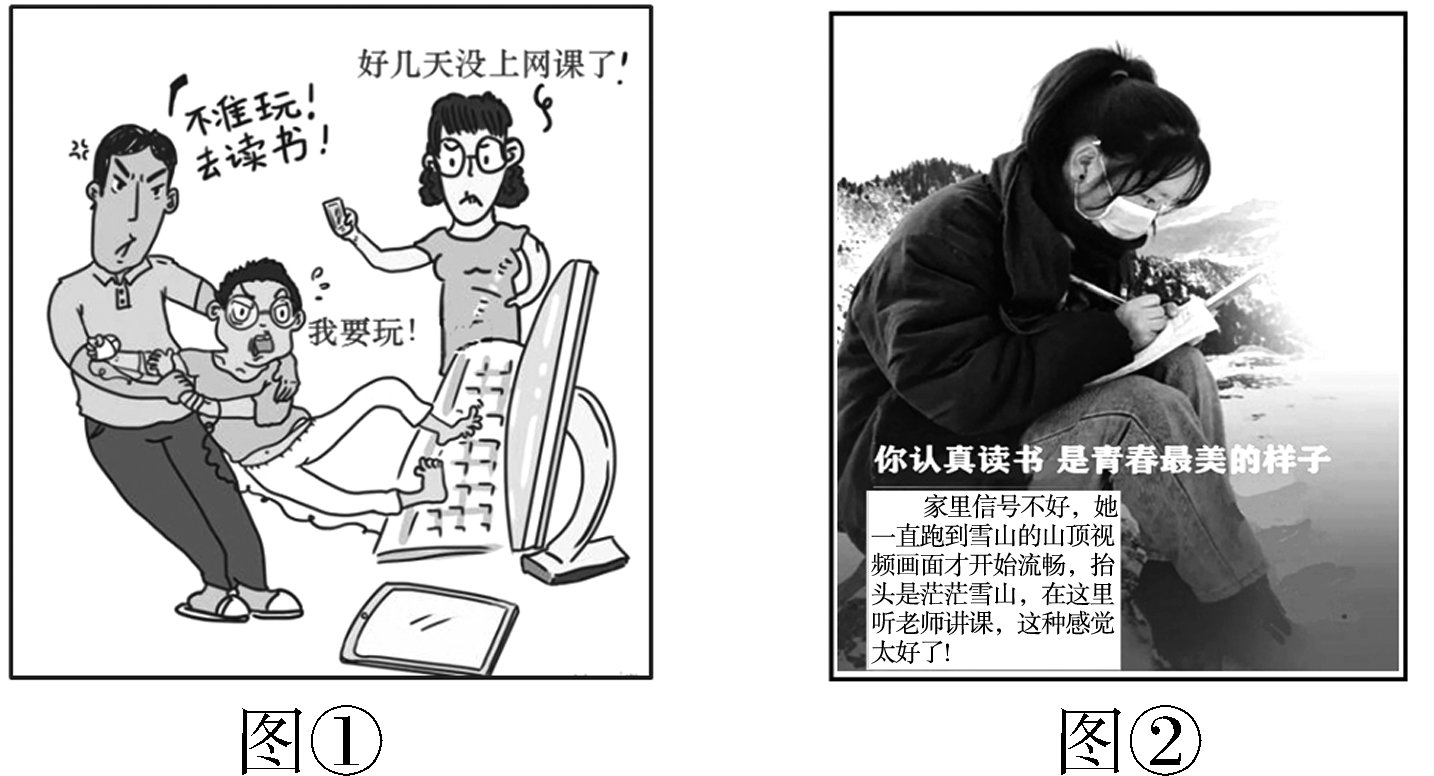 好几天没上网课了！
不准玩！
去读书！
我要玩！
你认真读书 是青春最美的样子
家里信号不好，她
一直跑到雪山的山顶视
频画面才开始流畅，抬
头是茫茫雪山，在这里
听老师讲课，这种感觉
太好了！
图①
图②